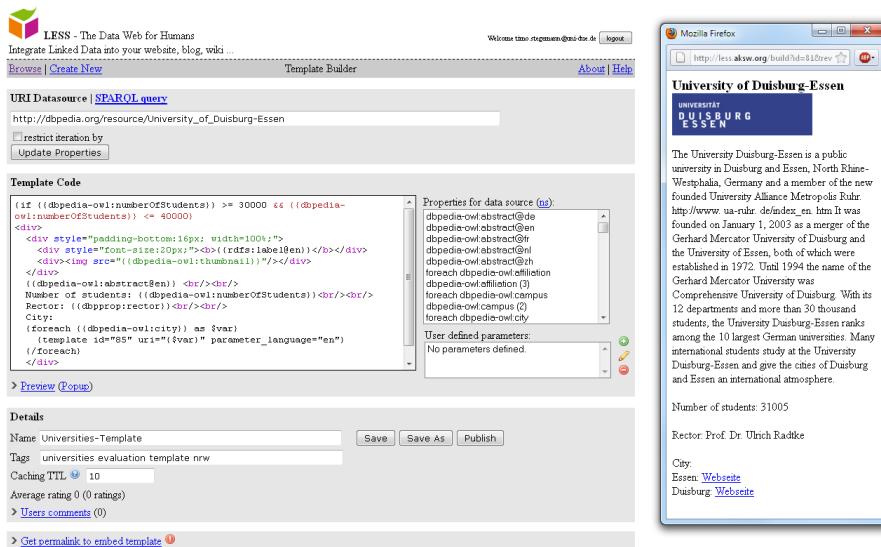 LESS - The Data Web for Humans
Integrate Linked Data into your website, blog, wiki ...
Welcome timo.stegemann@uni-due.de logout
Browse | Create New
Template Builder
About | Help
URI Datasource | SPARQL query
http://dbpedia.org/resource/University_of_Duisburg-Essen
restrict iteration by
Update Properties
Template Code
{if {{dbpedia-owl:numberOfStudents}} >= 30000 && {{dbpedia-
owl:numberOfStudents}} <= 40000}
<div>
<div style="padding-bottom:16px; width=100%;">
<div style="font-size:20px;"><b>{{rdfs:label@en}}</b></div>
<div><img src="{{dbpedia-owl:thumbnail}}"/></div>
</div>
{{dbpedia-owl:abstract@en}} <br/><br/>
Number of students: {{dbpedia-owl:numberOfStudents}}<br/><br/>
Rector: {{dbpprop:rector}}<br/><br/>
City:
{foreach {{dbpedia-owl:city}} as $var}
{template id="85" uri="{$var}" parameter_language="en"}
{/foreach}
</div>
Properties for data source (ns):
dbpedia-owl:abstract@de
dbpedia-owl:abstract@en
dbpedia-owl:abstract@fr
dbpedia-owl:abstract@nl
dbpedia-owl:abstract@zh
foreach dbpedia-owl:affiliation
dbpedia-owl:affiliation (3)
foreach dbpedia-owl:campus
dbpedia-owl:campus (2)
foreach dbpedia-owl:city
User defined parameters:
No parameters defined.
> Preview (Popup)
Details
Name Universities-Template
Save
Save As
Publish
Tags universities evaluation template nrw
Caching TTL 10
Average rating 0 (0 ratings)
> Users comments (0)
> Get permalink to embed template
Mozilla Firefox
http://less.aksw.org/build?id=81&prev
ABP
University of Duisburg-Essen
UNIVERSITÄT
DUISBURG
ESSEN
The University Duisburg-Essen is a public
university in Duisburg and Essen, North Rhine-
Westphalia, Germany and a member of the new
founded University Alliance Metropolis Ruhr.
http://www. ua-ruhr. de/index_en. htm It was
founded on January 1, 2003 as a merger of the
Gerhard Mercator University of Duisburg and
the University of Essen, both of which were
established in 1972. Until 1994 the name of the
Gerhard Mercator University was
Comprehensive University of Duisburg. With its
12 departments and more than 30 thousand
students, the University Duisburg-Essen ranks
among the 10 largest German universities. Many
international students study at the University
Duisburg-Essen and give the cities of Duisburg
and Essen an international atmosphere.
Number of students: 31005
Rector: Prof. Dr. Ulrich Radtke
City:
Essen: Webseite
Duisburg: Webseite